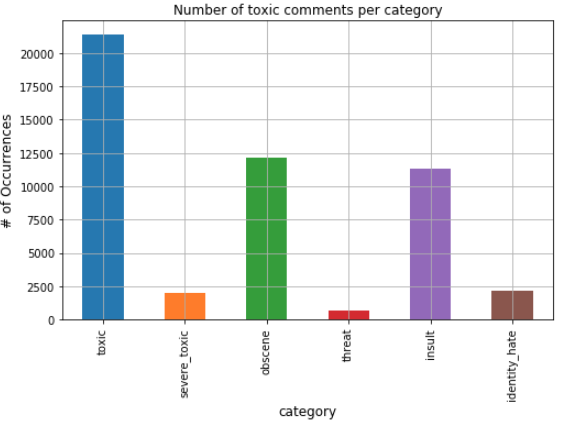 Number of toxic comments per category
# of Occurrences
20000
17500
15000
12500
10000
7500
5000
2500
0
toxic
severe_toxic
obscene
threat
insult
identity_hate
category